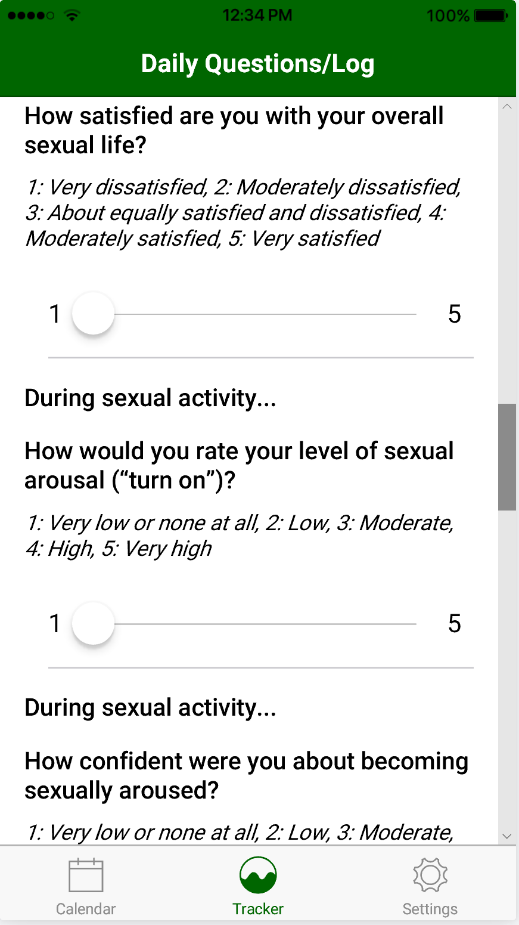 12:34 PM
100%
Daily Questions/Log
How satisfied are you with your overall
sexual life?
1: Very dissatisfied, 2: Moderately dissatisfied,
3: About equally satisfied and dissatisfied, 4:
Moderately satisfied, 5: Very satisfied
1 5
During sexual activity...
How would you rate your level of sexual
arousal (“turn on”)?
1: Very low or none at all, 2: Low, 3: Moderate,
4: High, 5: Very high
1 5
During sexual activity...
How confident were you about becoming
sexually aroused?
1: Very low or none at all, 2: Low, 3: Moderate,
Calendar Tracker Settings